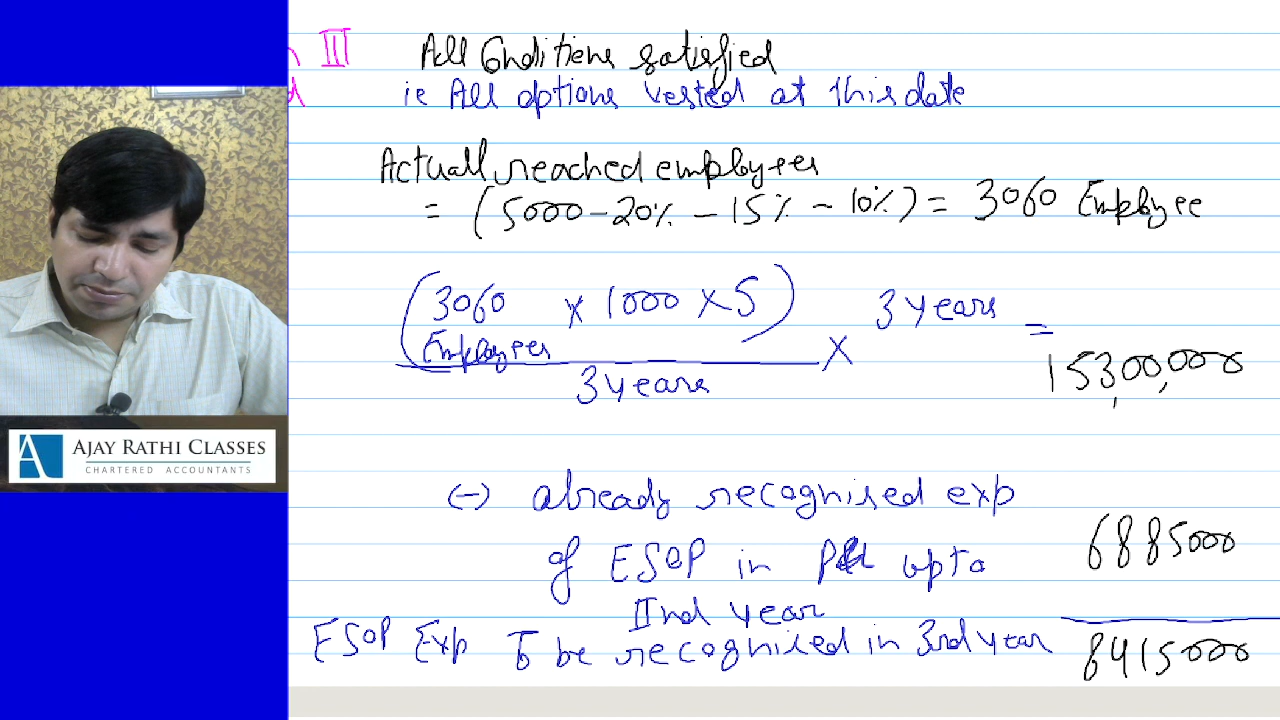 III All Conditions satisfied
ie All options vested at this date
Actuall reached employees
= (5000 - 20% - 15% - 10%) = 3060 Employee
(3060 Employees x 1000 x 5) x 3 years =
3 years
15300,000
(-) already recognised exp
of ESOP in P&L upto
IInd year
6885000
ESOP Exp To be recognised in 3rd year 8415000
AJAY RATHI CLASSES
CHARTERED ACCOUNTANTS